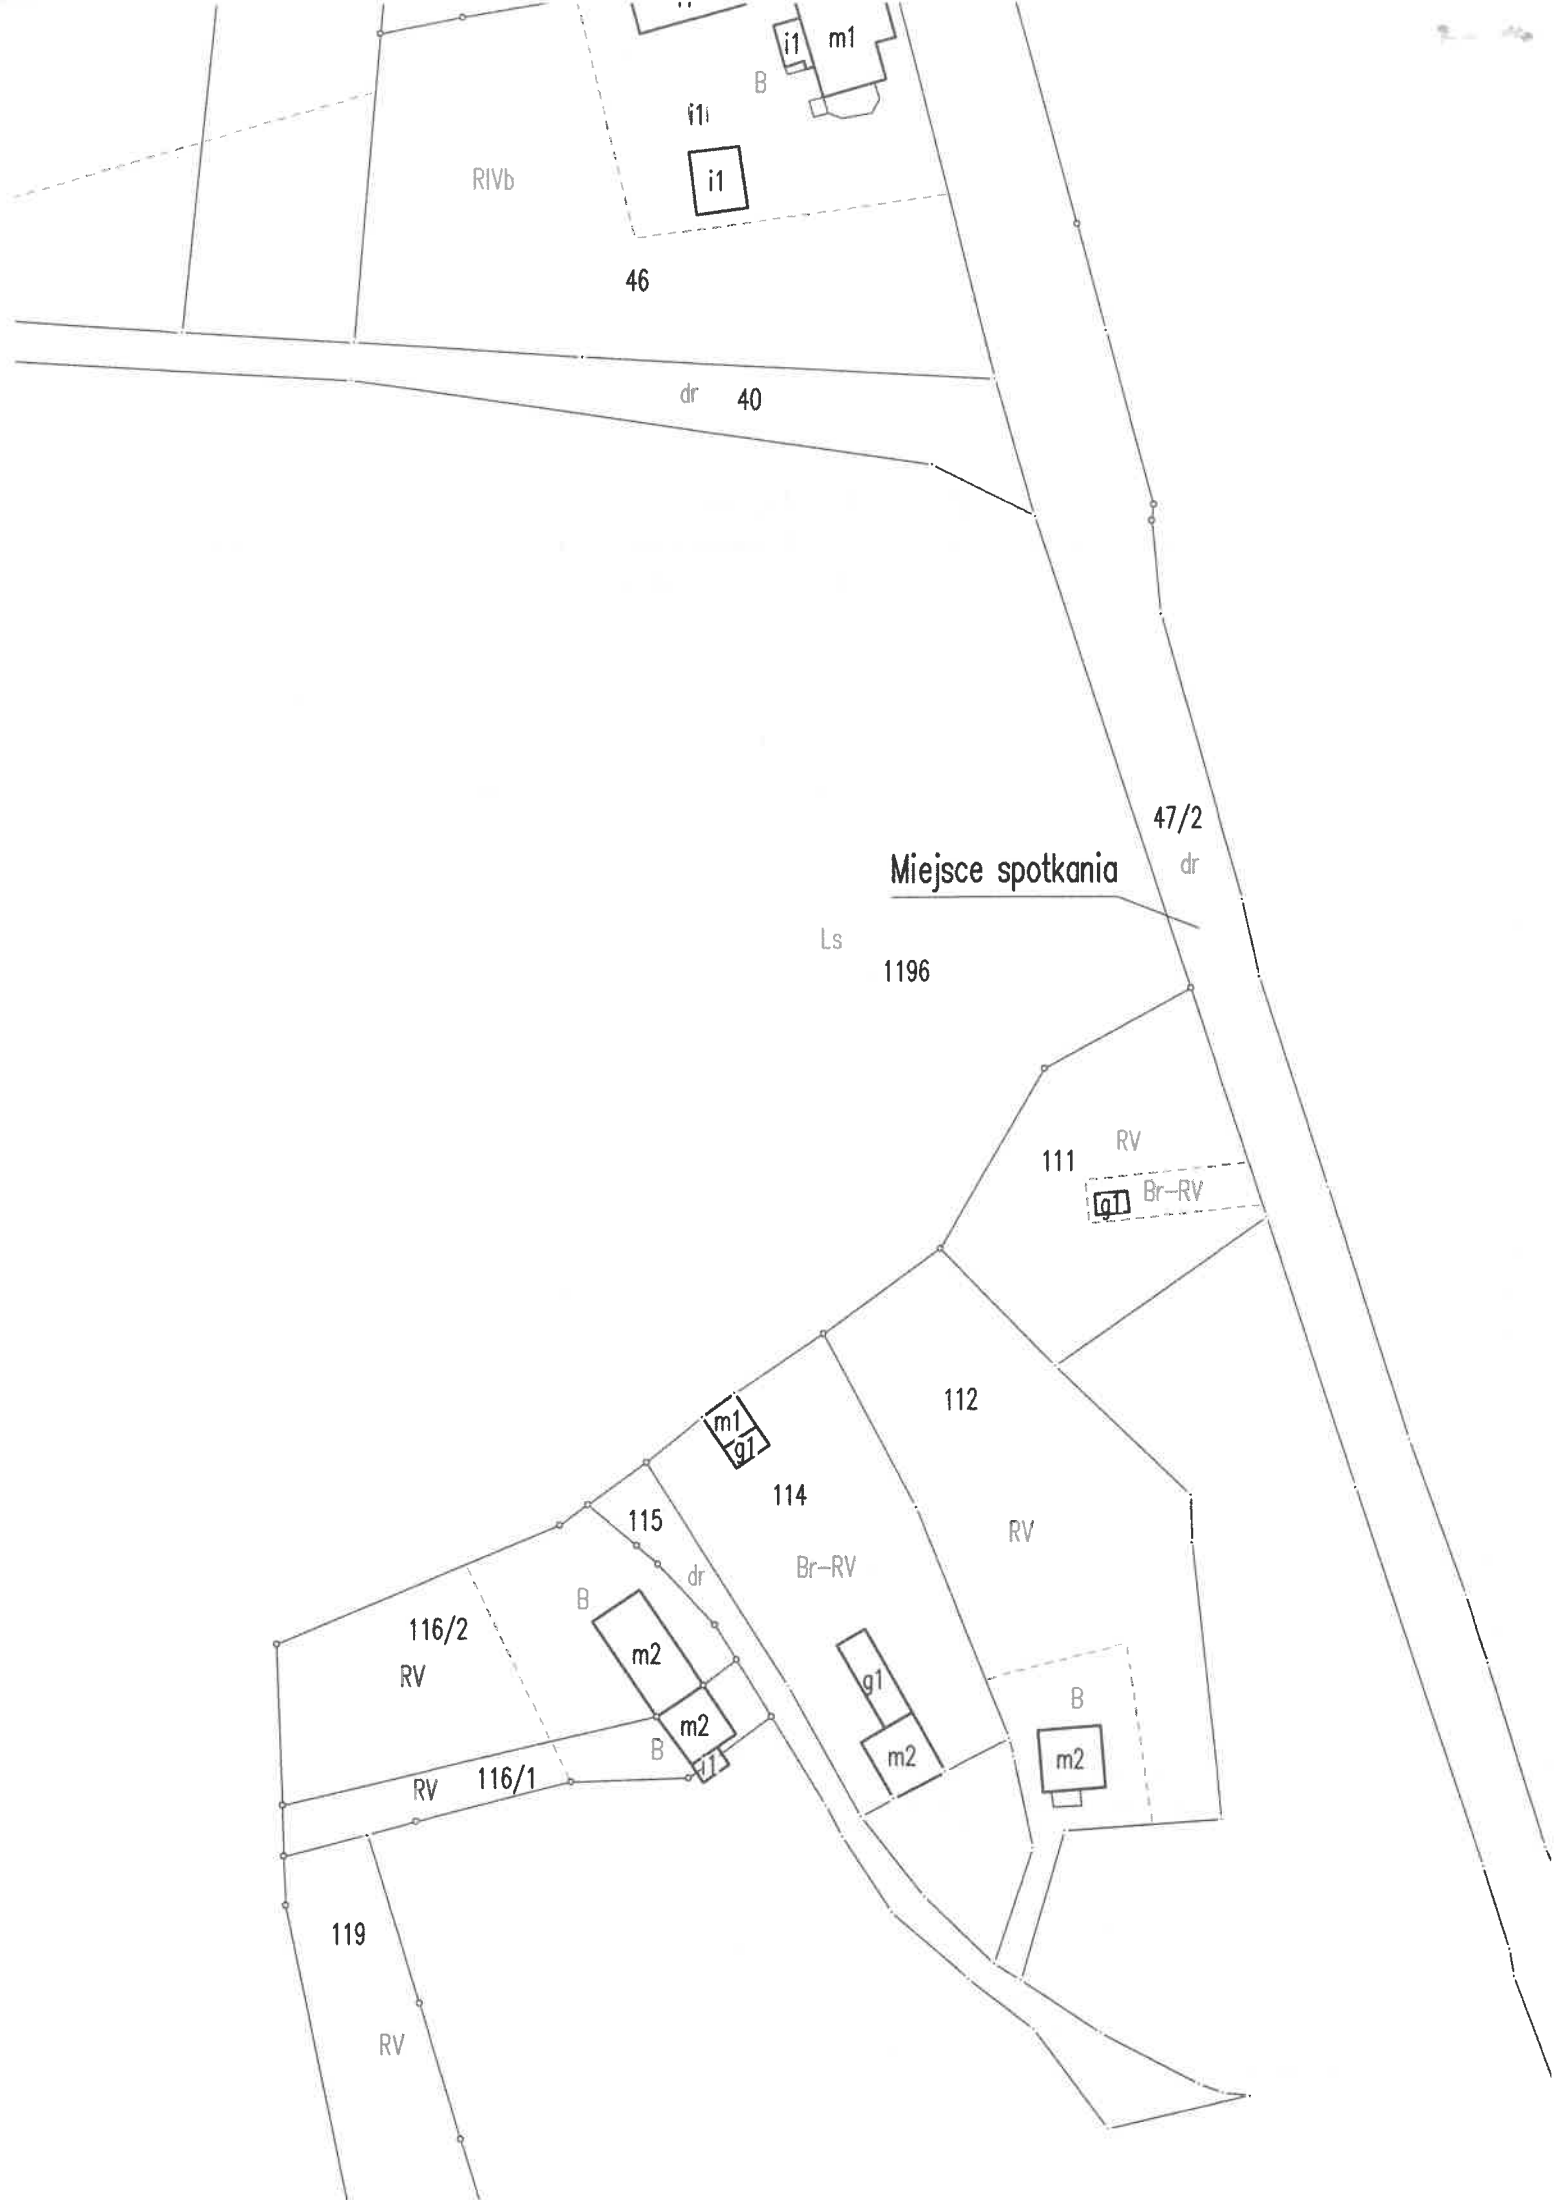 i1
m1
B
i1
RIVb
46
dr 40
47/2
dr
Miejsce spotkania
Ls
1196
RV
111
Br-RV
g1
112
m1
g1
114
115
RV
Br-RV
dr
B
116/2
m2
RV
g1
B
m2
B
m2
m2
116/1
RV
119
RV